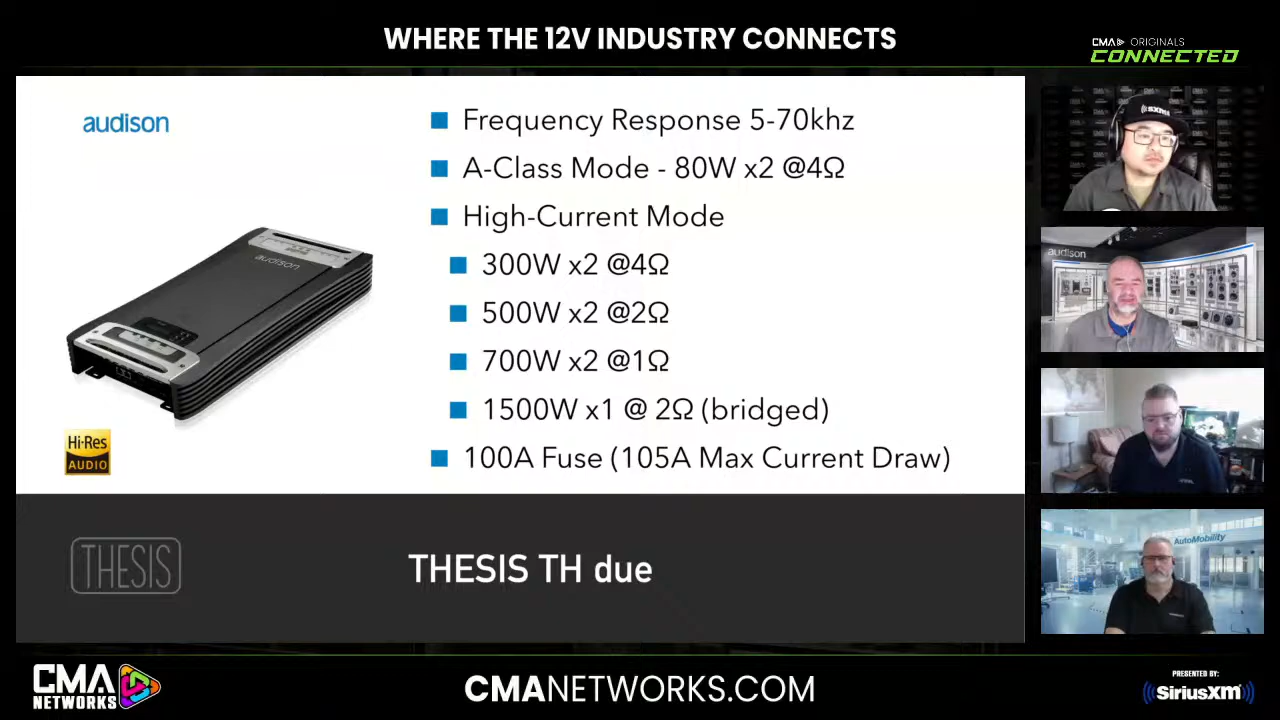 WHERE THE 12V INDUSTRY CONNECTS
CMA ORIGINALS
CONNECTED
audison
Frequency Response 5-70khz
A-Class Mode - 80W x2 @4Ω
High-Current Mode
300W x2 @4Ω
500W x2 @2Ω
700W x2 @1Ω
1500W x1 @ 2Ω (bridged)
100A Fuse (105A Max Current Draw)
audison
Hi-Res
AUDIO
THESIS
THESIS TH due
SXM
audison
AutoMobility
CMA
NETWORKS
CMANETWORKS.COM
PRESENTED BY:
SiriusXM